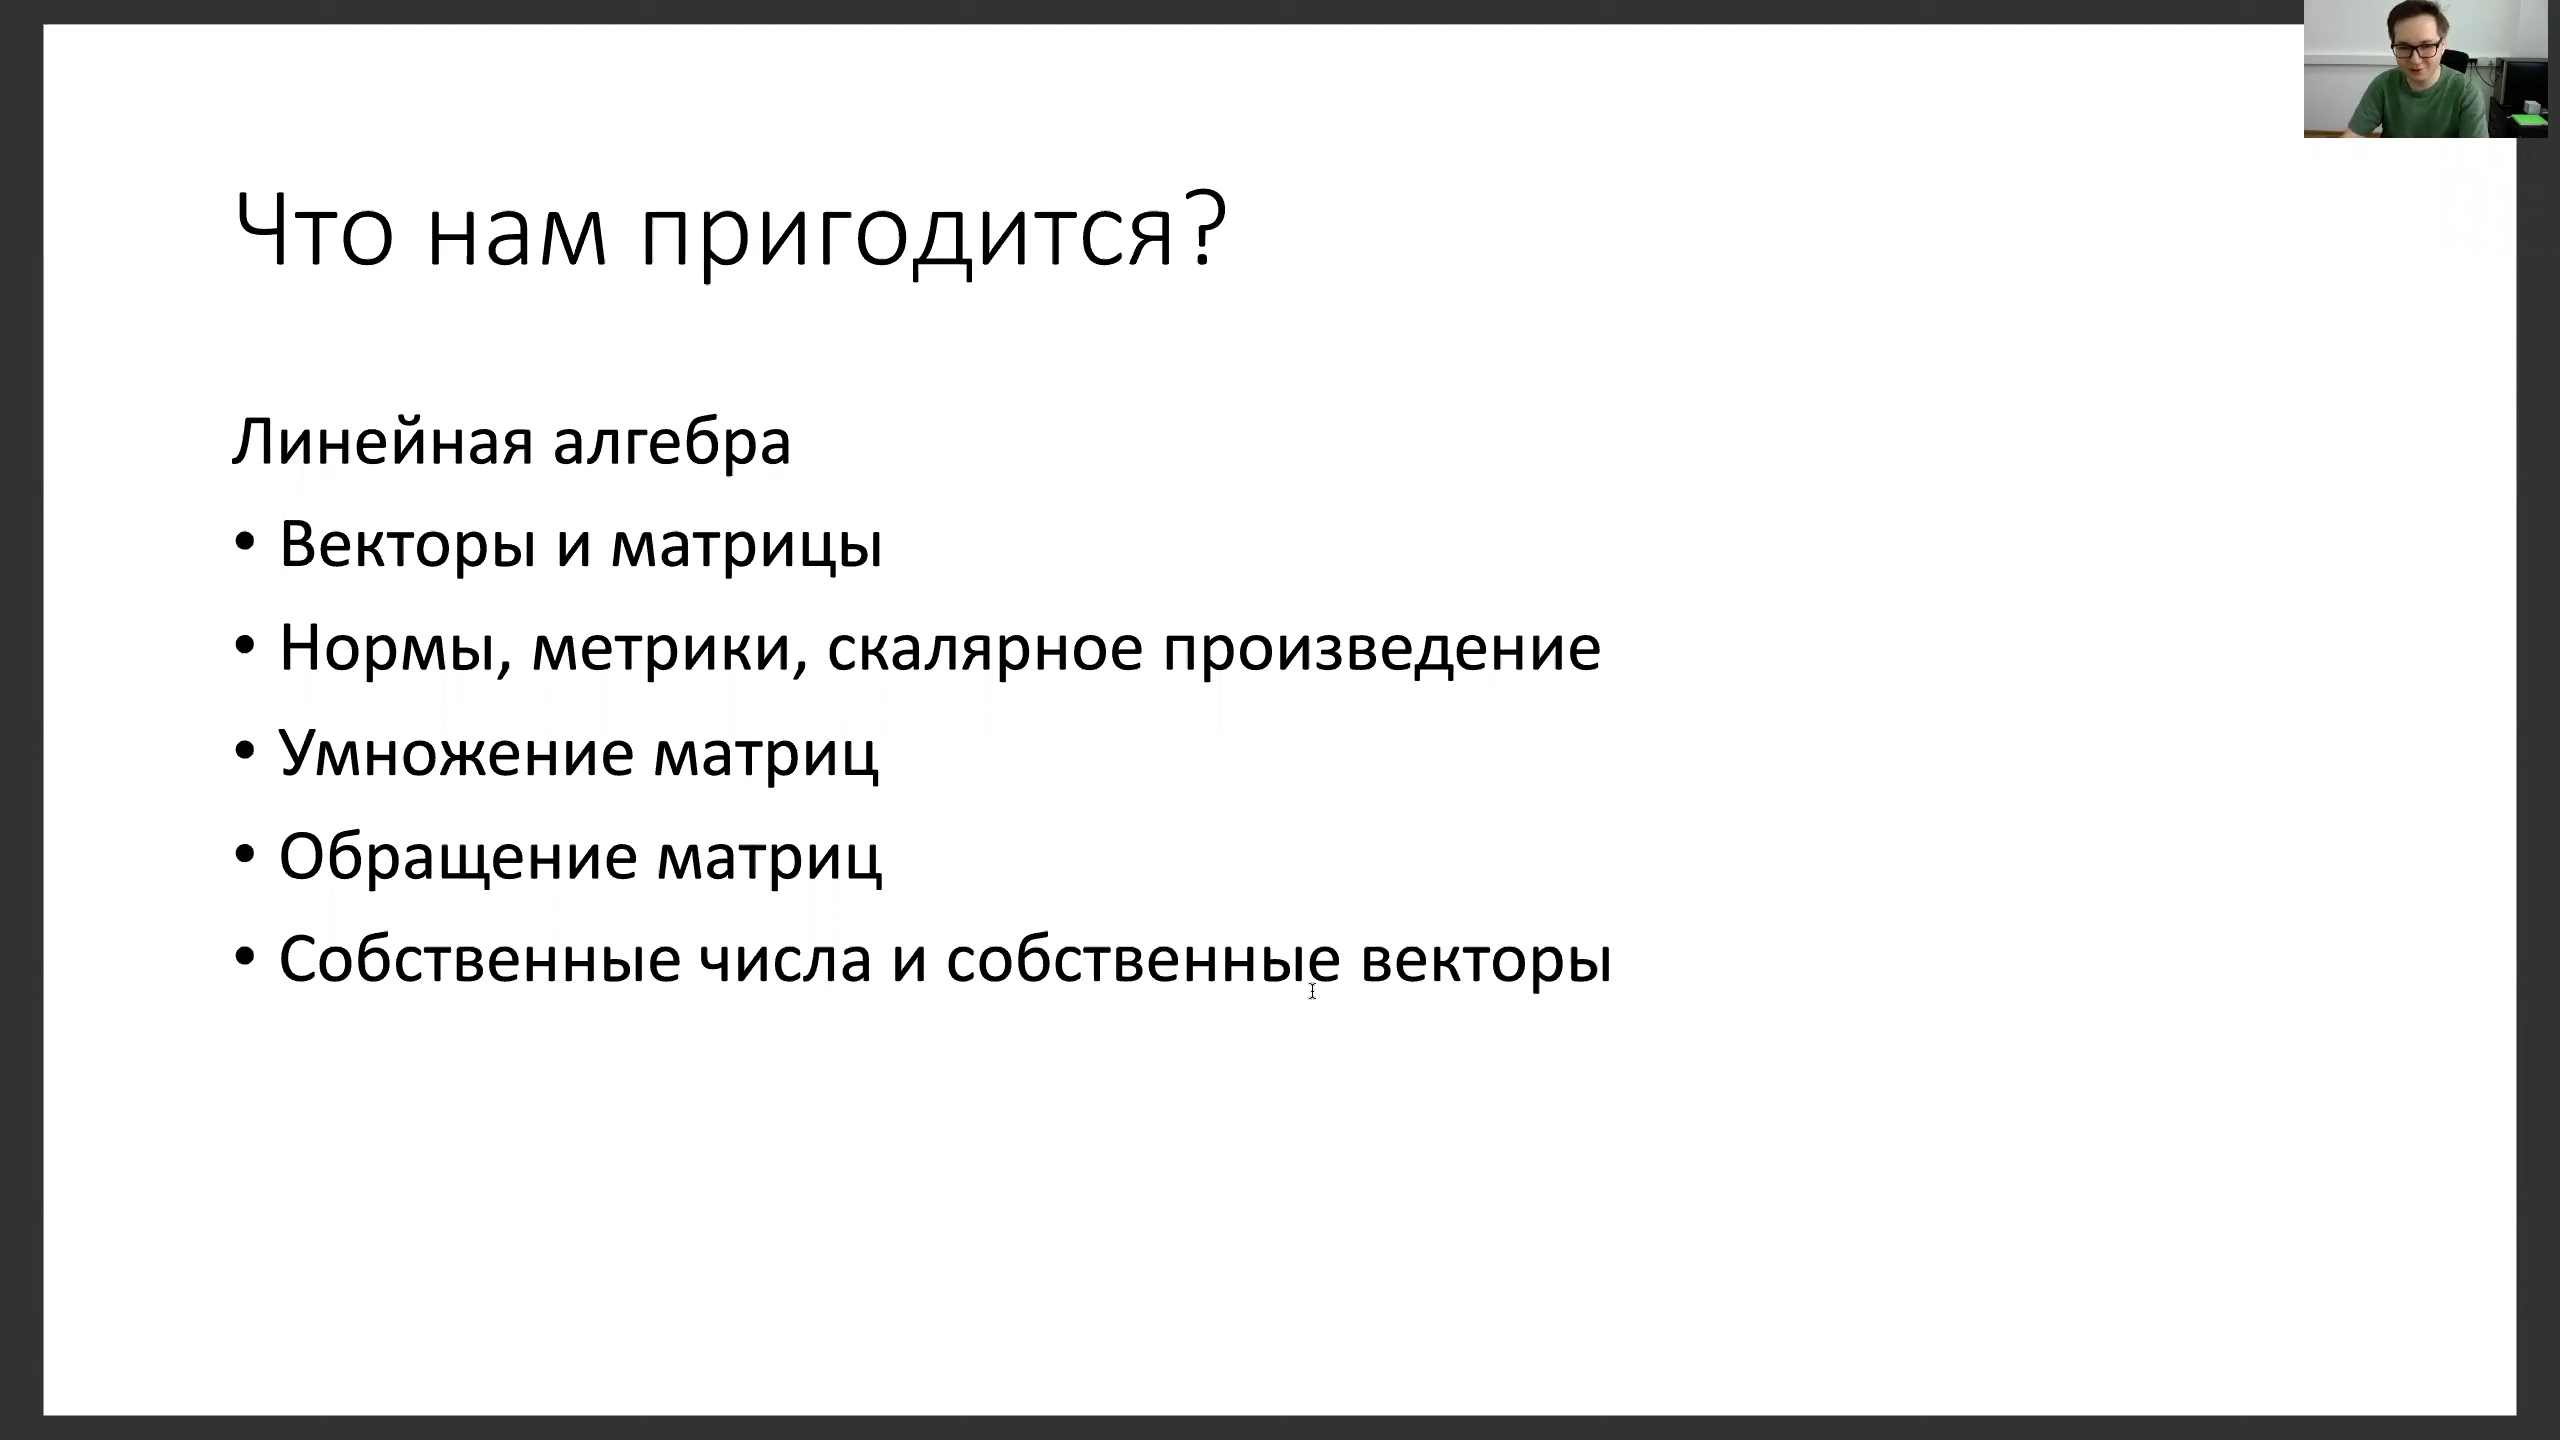 Что нам пригодится?
Линейная алгебра
• Векторы и матрицы
• Нормы, метрики, скалярное произведение
• Умножение матриц
• Обращение матриц
• Собственные числа и собственные векторы